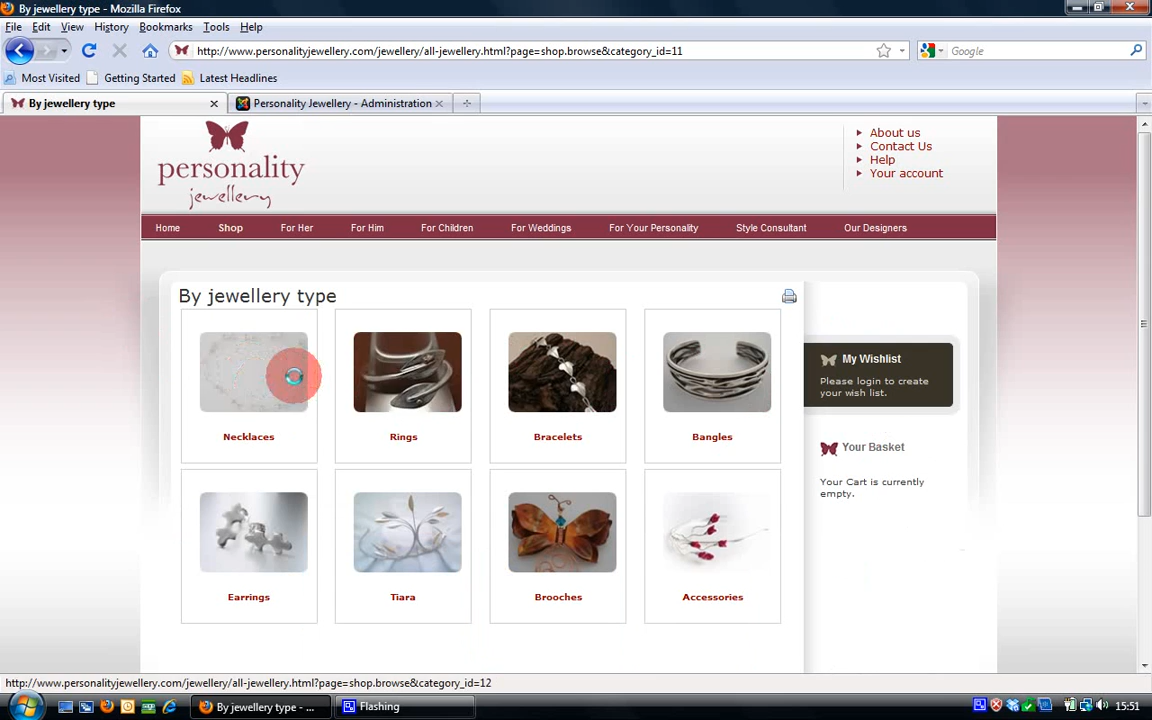 By jewellery type - Mozilla Firefox
File Edit View History Bookmarks Tools Help
http://www.personalityjewellery.com/jewellery/all-jewellery.html?page=shop.browse&category_id=11
Google
Most Visited Getting Started Latest Headlines
By jewellery type
Personality Jewellery - Administration
personality
jewellery
About us
Contact Us
Help
Your account
Home Shop For Her For Him For Children For Weddings For Your Personality Style Consultant Our Designers
By jewellery type
Necklaces Rings Bracelets Bangles
Earrings Tiara Brooches Accessories
My Wishlist
Please login to create
your wish list.
Your Basket
Your Cart is currently
empty.
http://www.personalityjewellery.com/jewellery/all-jewellery.html?page=shop.browse&category_id=12
By jewellery type - ...
Flashing
15:51